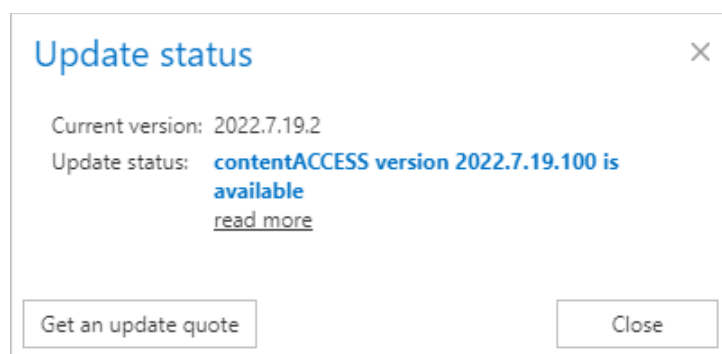 Update status
Current version: 2022.7.19.2
Update status: contentACCESS version 2022.7.19.100 is
available
read more
Get an update quote
Close